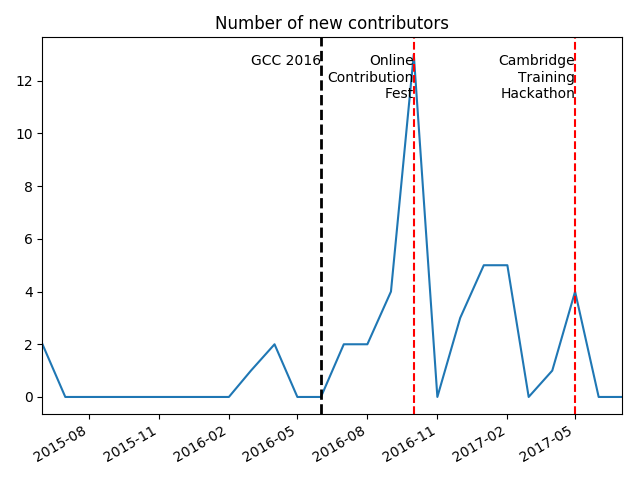 Number of new contributors
GCC 2016
Online
Contribution
Fest
Cambridge
Training
Hackathon
12
10
8
6
4
2
0
2015-08
2015-11
2016-02
2016-05
2016-08
2016-11
2017-02
2017-05